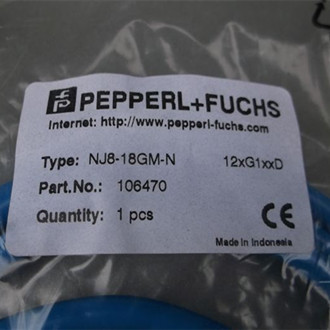 PEPPERL+FUCHS
Internet: http://www.pepperl-fuchs.com
Type: NJ8-18GM-N 12xG1xxD
Part.No.: 106470
Quantity: 1 pcs CE
Made in Indonesia